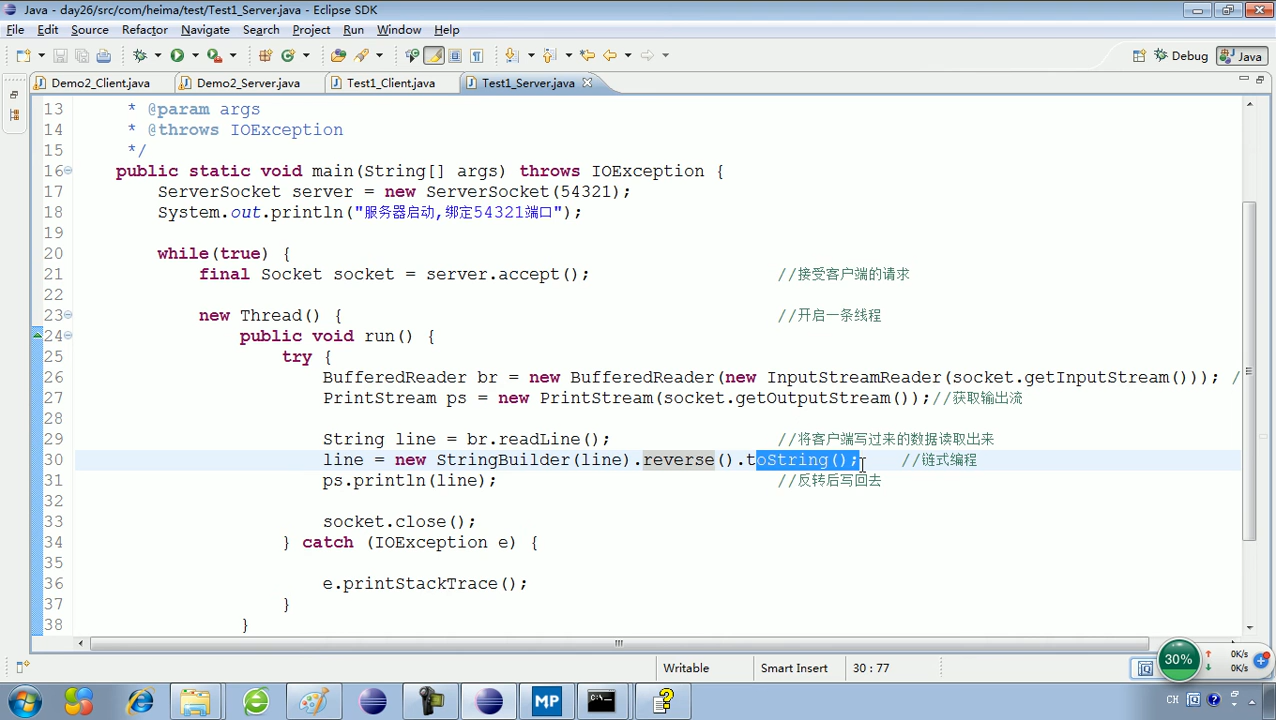 Java - day26/src/com/heima/test/Test1_Server.java - Eclipse SDK
File Edit Source Refactor Navigate Search Project Run Window Help
Debug Java
Demo2_Client.java Demo2_Server.java Test1_Client.java Test1_Server.java
13 * @param args
14 * @throws IOException
15 */
16 public static void main(String[] args) throws IOException {
17 ServerSocket server = new ServerSocket(54321);
18 System.out.println("服务器启动,绑定54321端口");
19
20 while(true) {
21 final Socket socket = server.accept(); //接受客户端的请求
22
23 new Thread() { //开启一条线程
24 public void run() {
25 try {
26 BufferedReader br = new BufferedReader(new InputStreamReader(socket.getInputStream())); /
27 PrintStream ps = new PrintStream(socket.getOutputStream());//获取输出流
28
29 String line = br.readLine(); //将客户端写过来的数据读取出来
30 line = new StringBuilder(line).reverse().toString(); //链式编程
31 ps.println(line); //反转后写回去
32
33 socket.close();
34 } catch (IOException e) {
35
36 e.printStackTrace();
37 }
38 }
Writable Smart Insert 30 : 77
30% 0K/s
0K/s
MP CH